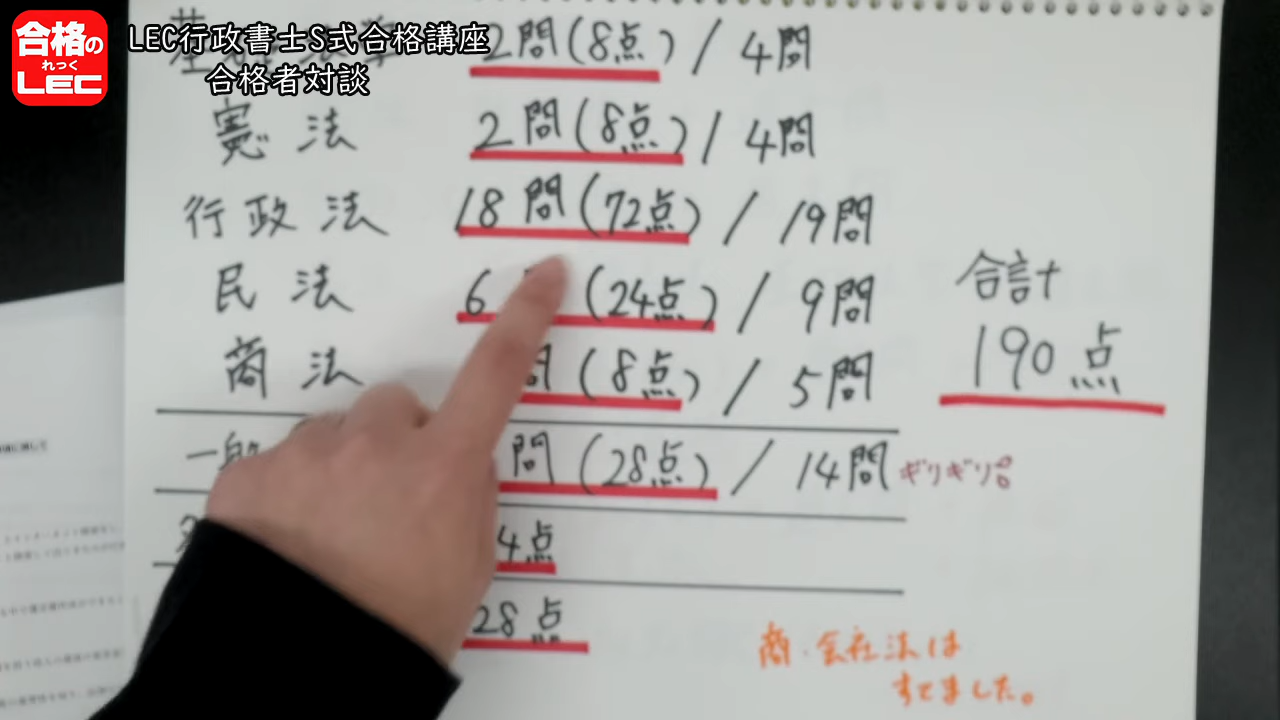 合格の
れっく
LEC
LEC行政書士S式合格講座
合格者対談
2問(8点) / 4問
憲法 2問(8点) / 4問
行政法 18問(72点) / 19問
民法 6 (24点) / 9問
商法 問(8点) / 5問
一般 問(28点) / 14問 ギリギリ
4点
28点
合計
190点
商・会社法は
すてました。